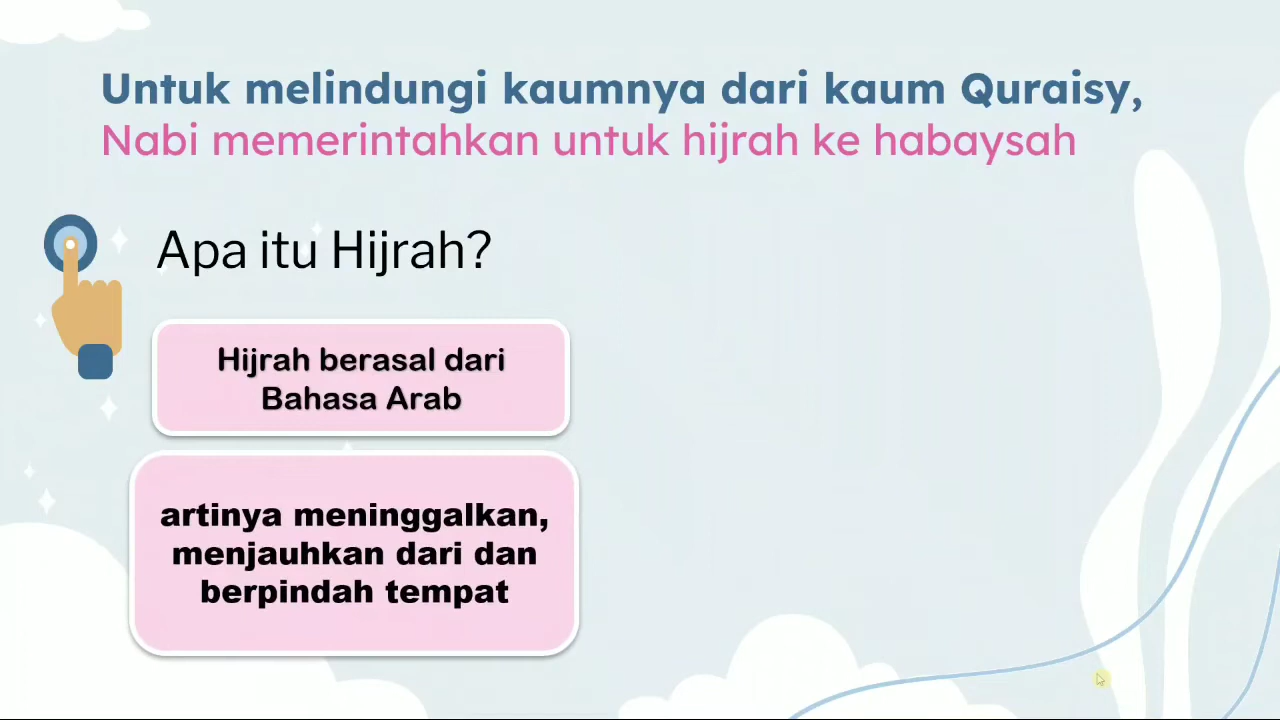 Untuk melindungi kaumnya dari kaum Quraisy,
Nabi memerintahkan untuk hijrah ke habaysah
Apa itu Hijrah?
Hijrah berasal dari
Bahasa Arab
artinya meninggalkan,
menjauhkan dari dan
berpindah tempat